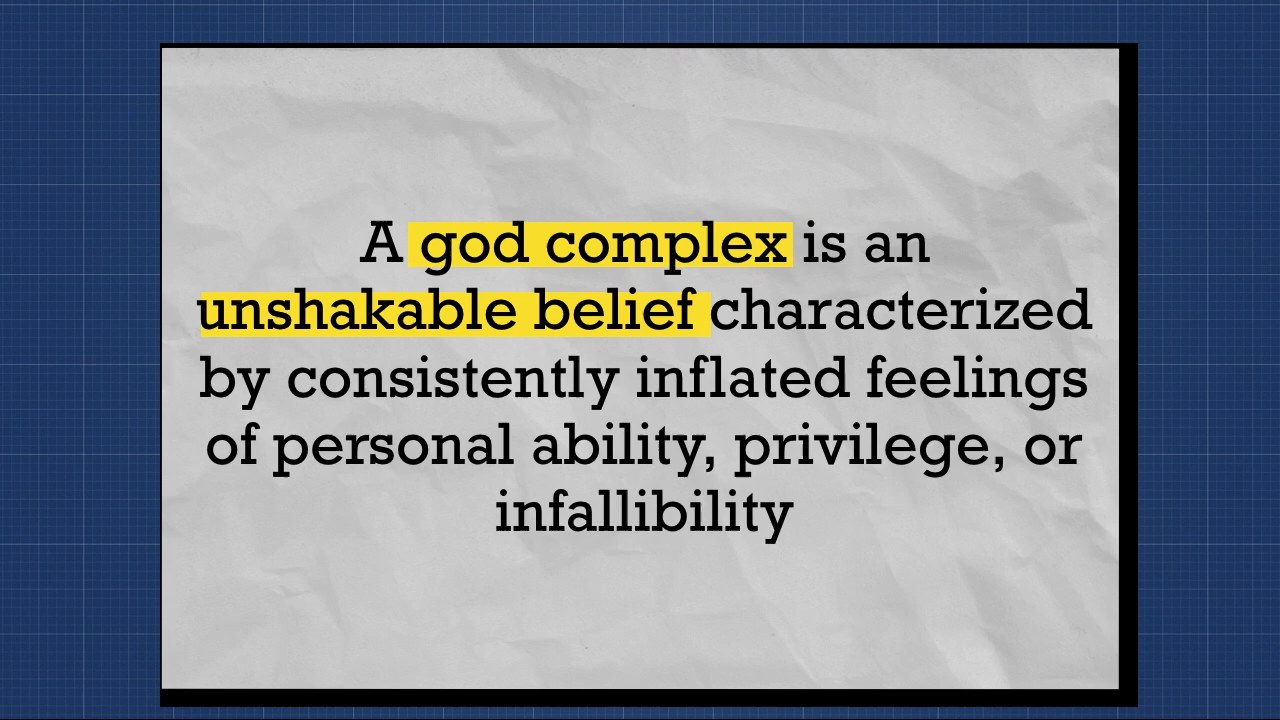 A god complex is an
unshakable belief characterized
by consistently inflated feelings
of personal ability, privilege, or
infallibility